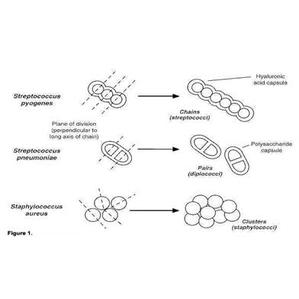 Hyaluronic
acid capsule
Streptococcus
pyogenes
Chains
(streptococci)
Plane of division
(perpendicular to
long axis of chain)
Polysaccharide
capsule
Streptococcus
pneumoniae
Pairs
(diplococci)
Staphylococcus
aureus
Clusters
(staphylococci)
Figure 1.